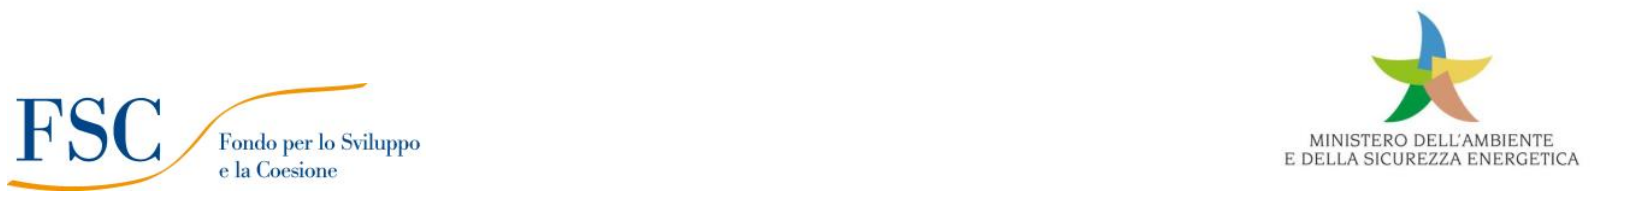 FSC
Fondo per lo Sviluppo
e la Coesione
MINISTERO DELL'AMBIENTE
E DELLA SICUREZZA ENERGETICA